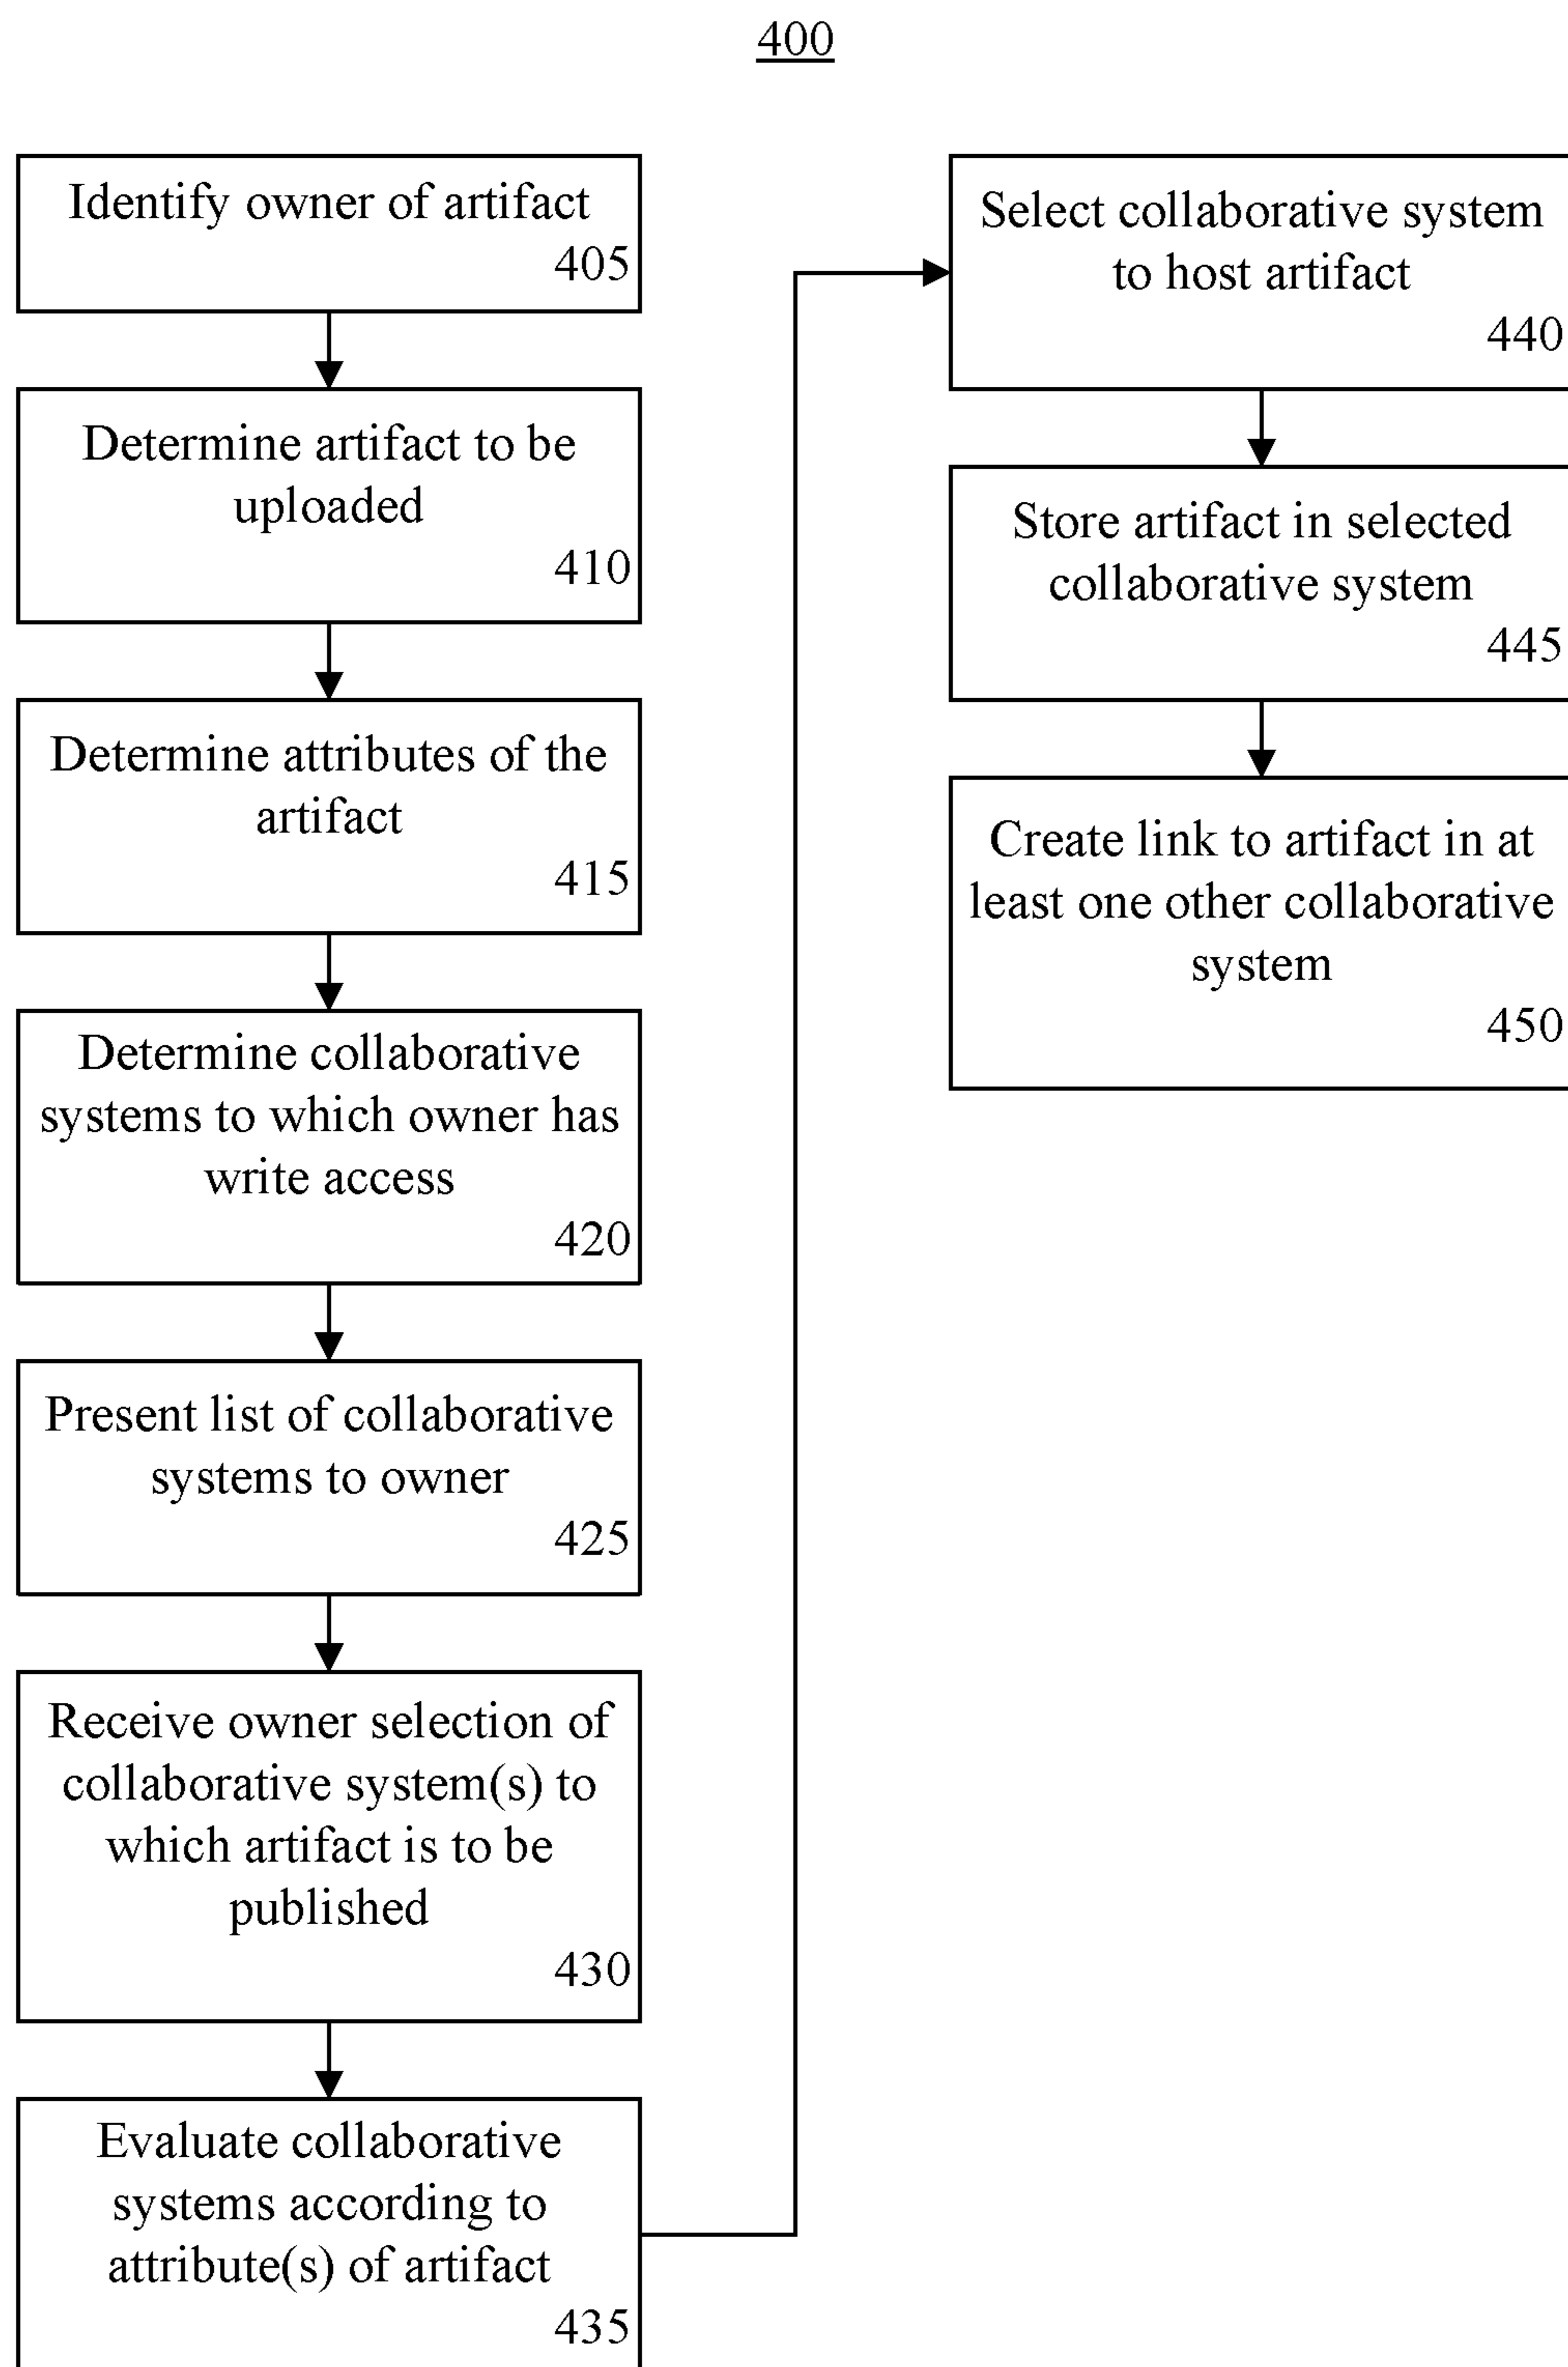 400
Identify owner of artifact
405
Determine artifact to be
uploaded
410
Determine attributes of the
artifact
415
Determine collaborative
systems to which owner has
write access
420
Present list of collaborative
systems to owner
425
Receive owner selection of
collaborative system(s) to
which artifact is to be
published
430
Evaluate collaborative
systems according to
attribute(s) of artifact
435
Select collaborative system
to host artifact
440
Store artifact in selected
collaborative system
445
Create link to artifact in at
least one other collaborative
system
450